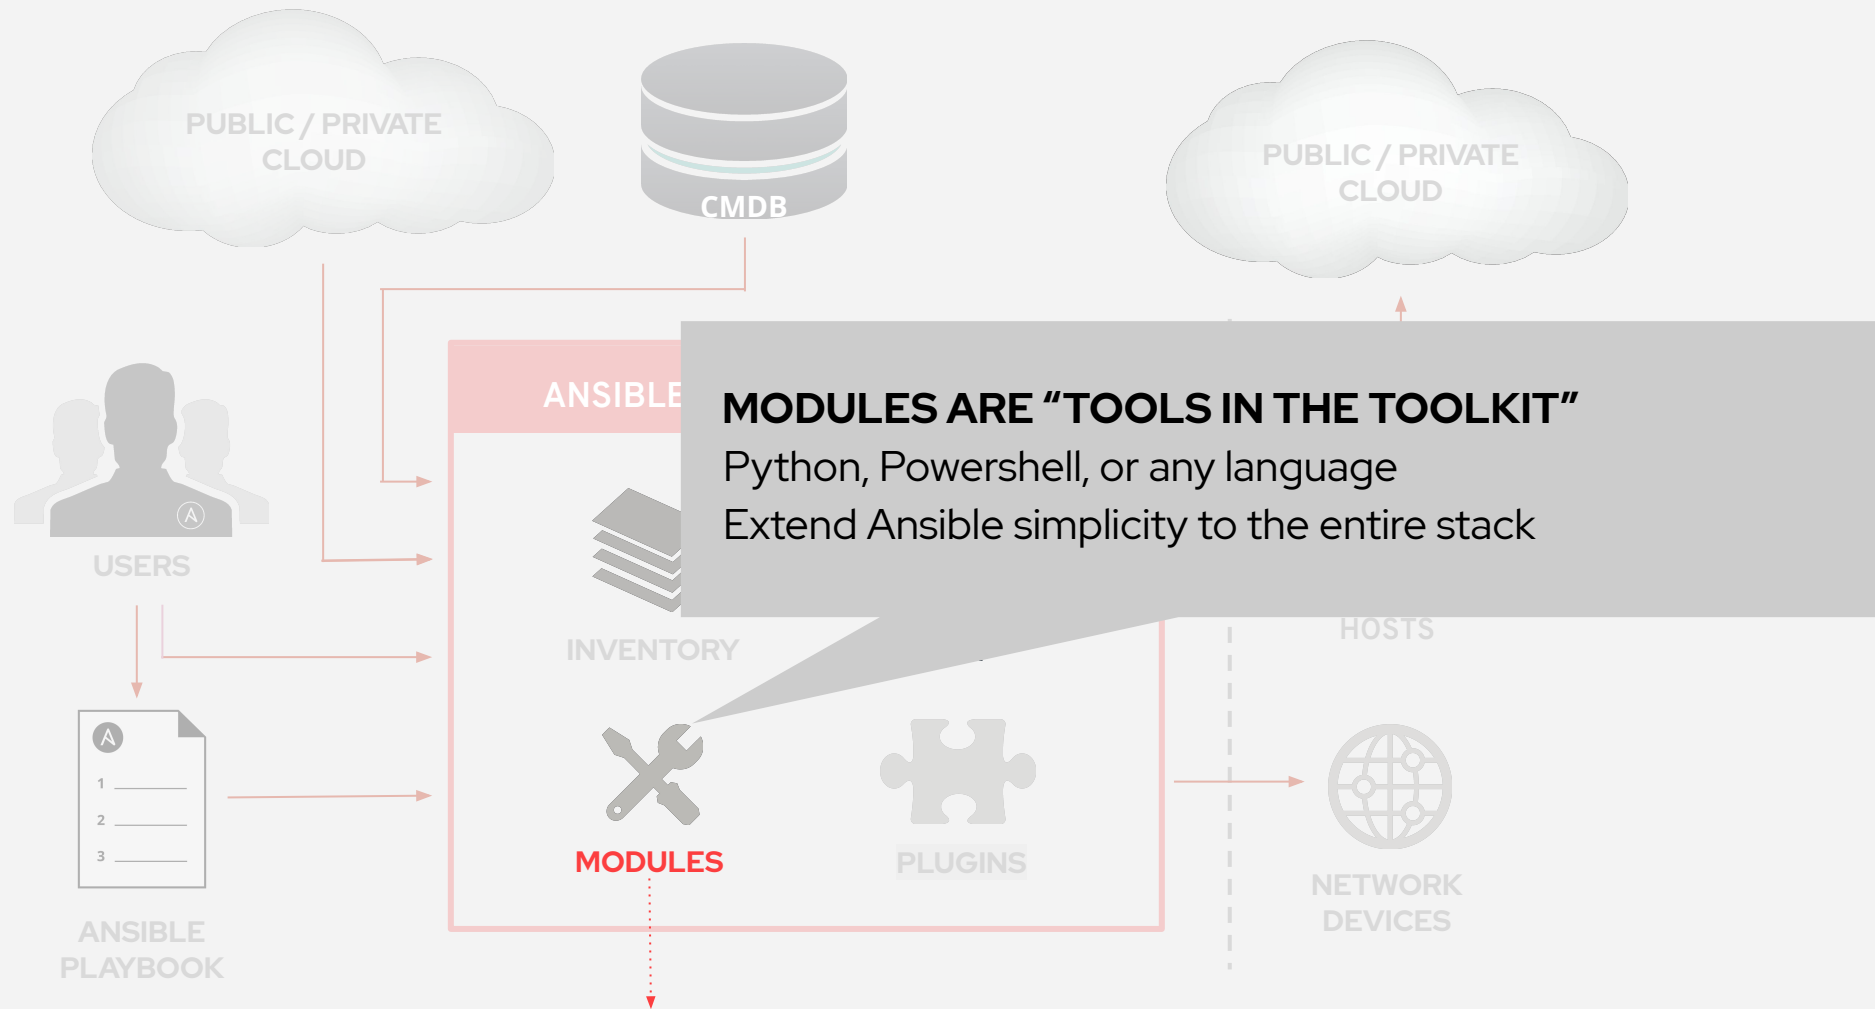 PUBLIC / PRIVATE
CLOUD
CMDB
PUBLIC / PRIVATE
CLOUD
ANSIBLE
MODULES ARE “TOOLS IN THE TOOLKIT”
Python, Powershell, or any language
Extend Ansible simplicity to the entire stack
USERS
INVENTORY
HOSTS
1
2
3
MODULES
PLUGINS
NETWORK
DEVICES
ANSIBLE
PLAYBOOK